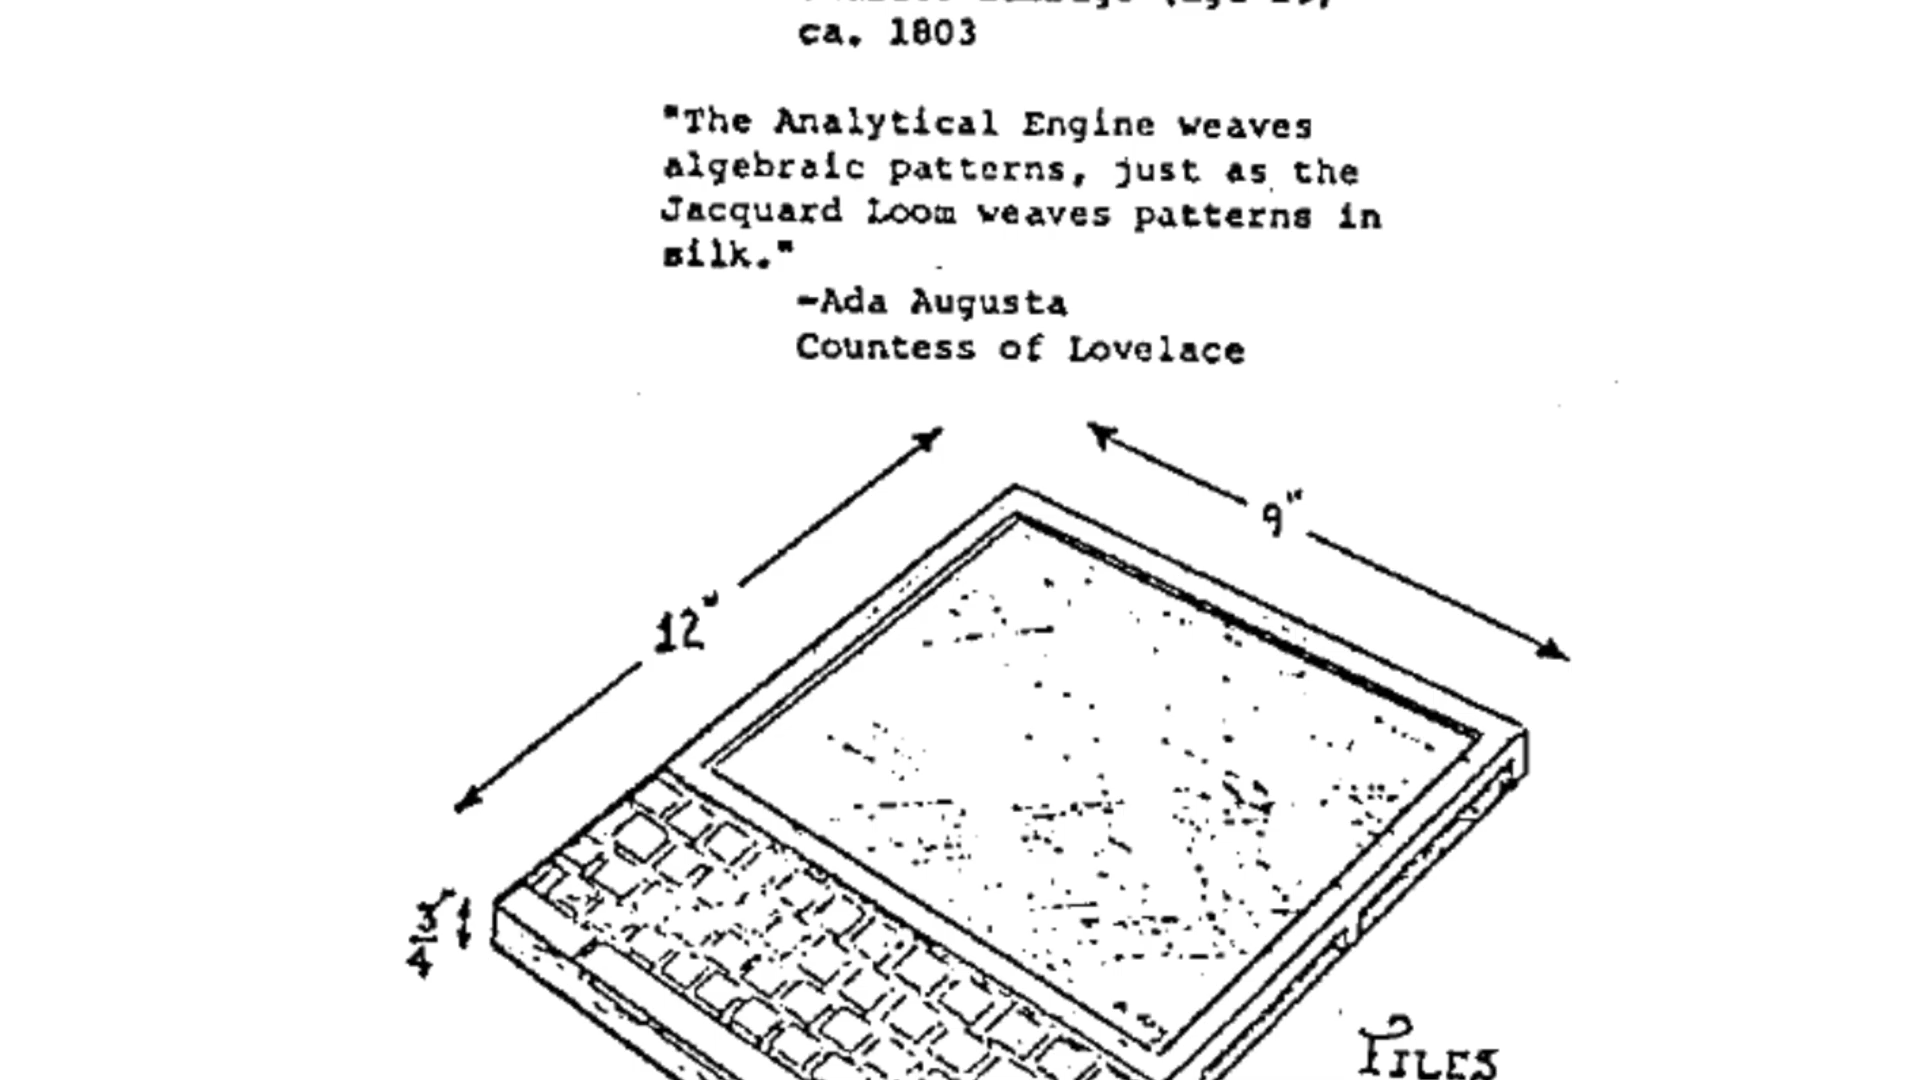 ca. 1803
"The Analytical Engine weaves
algebraic patterns, just as the
Jacquard Loom weaves patterns in
silk."
-Ada Augusta
Countess of Lovelace
9"
12"
3/4
FILES